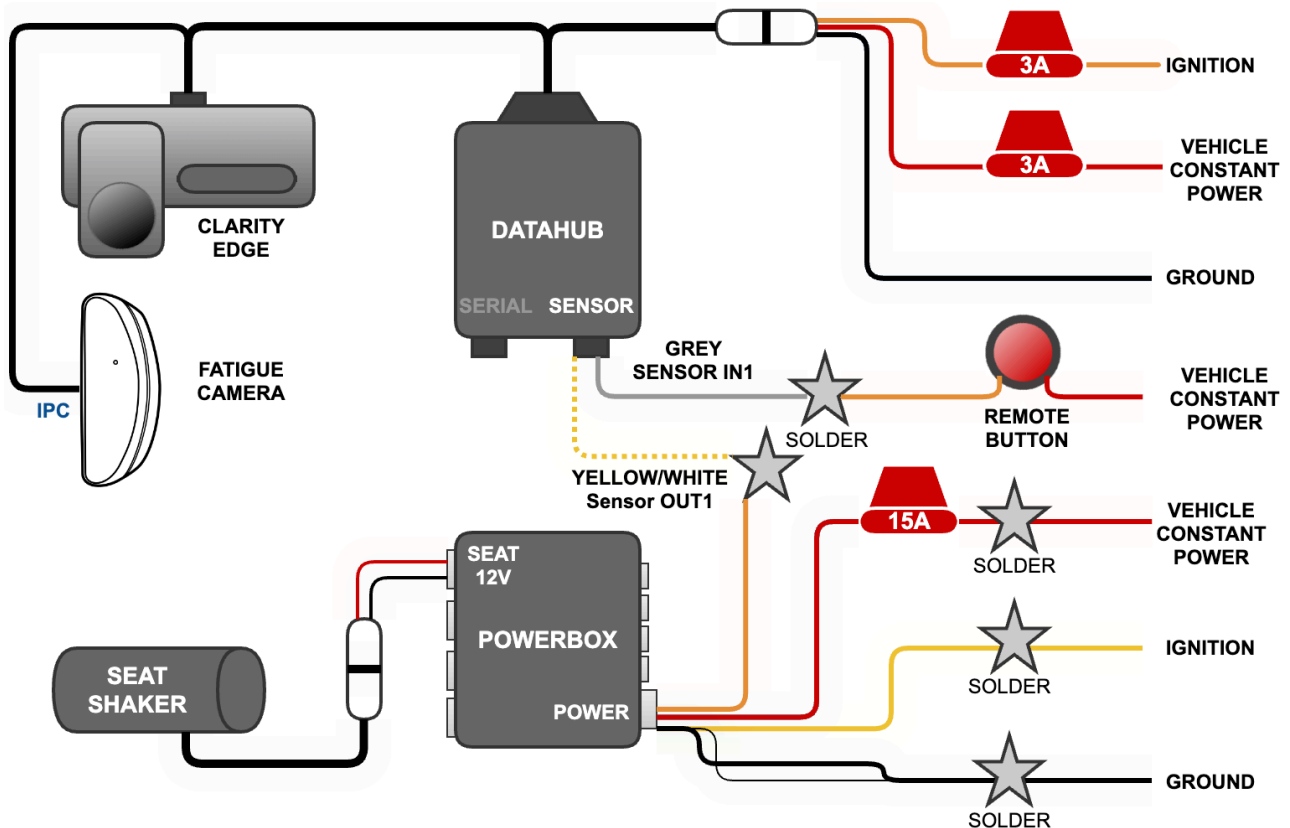 3A
IGNITION
3A
VEHICLE
CONSTANT
POWER
CLARITY
EDGE
DATAHUB
GROUND
SERIAL SENSOR
GREY
SENSOR IN1
FATIGUE
CAMERA
IPC
VEHICLE
CONSTANT
POWER
REMOTE
BUTTON
SOLDER
YELLOW/WHITE
Sensor OUT1
15A
VEHICLE
CONSTANT
POWER
SOLDER
SEAT
12V
POWERBOX
IGNITION
SOLDER
SEAT
SHAKER
POWER
GROUND
SOLDER